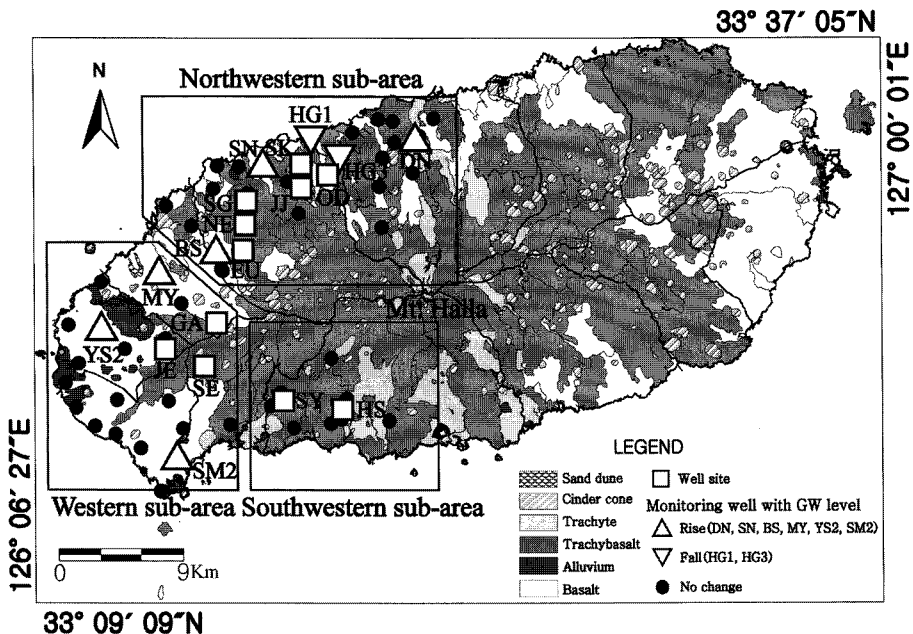 33° 37′ 05″N
127° 00′ 01″E
N
Northwestern sub-area
HG1
SN SK
DN
HG3
OD
JJ
SG
NE
BS
EU
MY
Mt. Halla
GA
YS2
JE
SE
SY
HS
SM2
Western sub-area
Southwestern sub-area
0 9Km
126° 06′ 27″E
33° 09′ 09″N
LEGEND
Sand dune
Cinder cone
Trachyte
Trachybasalt
Alluvium
Basalt
Well site
Monitoring well with GW level
Rise(DN, SN, BS, MY, YS2, SM2)
Fall(HG1, HG3)
No change